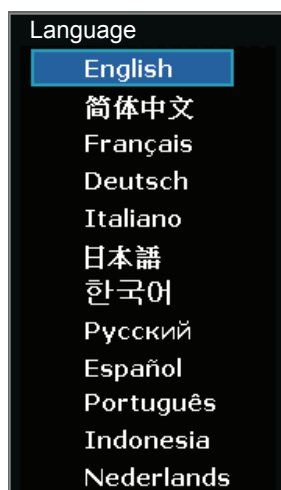 Language
English
简体中文
Français
Deutsch
Italiano
日本語
한국어
Русский
Español
Português
Indonesia
Nederlands